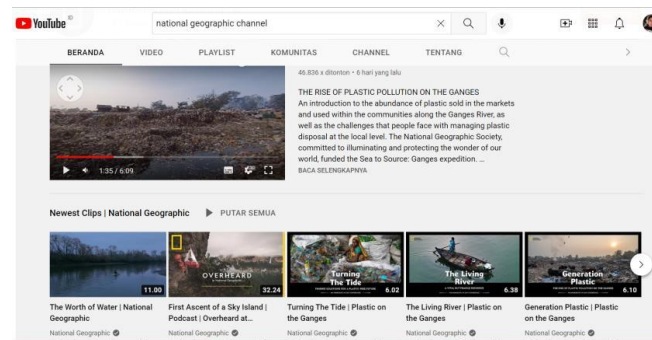 YouTube ID
national geographic channel
BERANDA VIDEO PLAYLIST KOMUNITAS CHANNEL TENTANG
46.836 x ditonton • 6 hari yang lalu
THE RISE OF PLASTIC POLLUTION ON THE GANGES
An introduction to the abundance of plastic sold in the markets
and used within the communities along the Ganges River, as
well as the challenges that people face with managing plastic
disposal at the local level. The National Geographic Society,
committed to illuminating and protecting the wonder of our
world, funded the Sea to Source: Ganges expedition. ...
BACA SELENGKAPNYA
1:35 / 6:09
Newest Clips | National Geographic PUTAR SEMUA
11.00
OVERHEARD
32.24
Turning
The Tide
6.02
The Living
River
6.38
Generation
Plastic
6.10
The Worth of Water | National
Geographic
National Geographic
First Ascent of a Sky Island |
Podcast | Overheard at...
National Geographic
Turning The Tide | Plastic on
the Ganges
National Geographic
The Living River | Plastic on
the Ganges
National Geographic
Generation Plastic | Plastic
on the Ganges
National Geographic